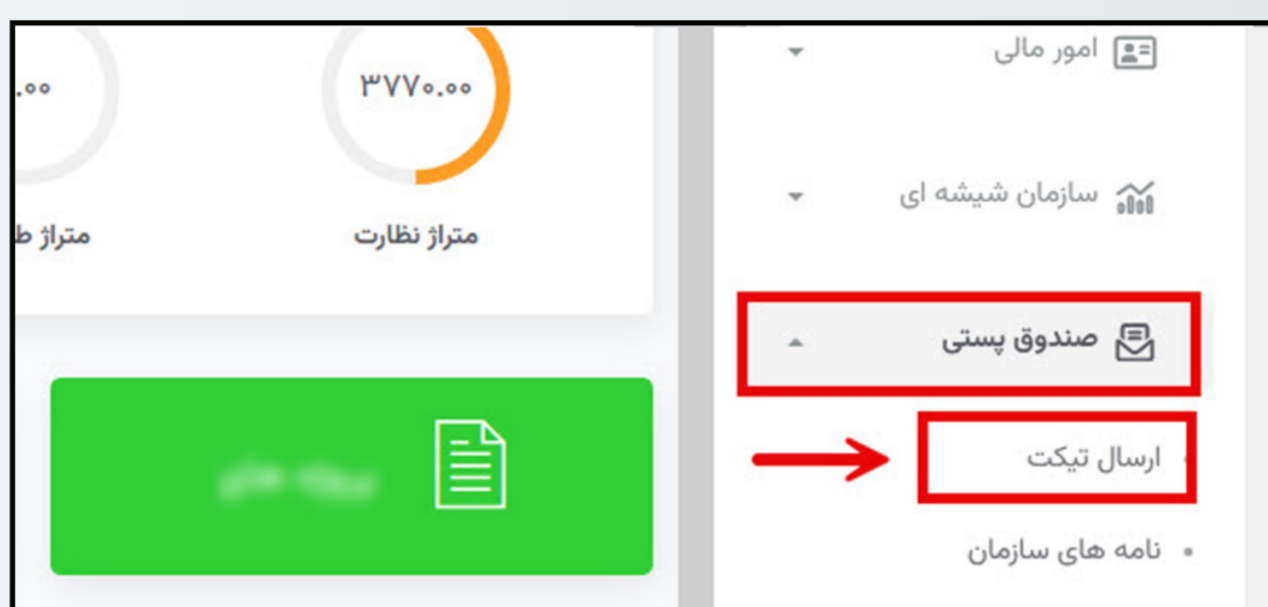 امور مالی
سازمان شیشه ای
صندوق پستی
ارسال تیکت
نامه های سازمان
۳۷۷۰.۰۰
متراژ نظارت
.۰۰
متراژ